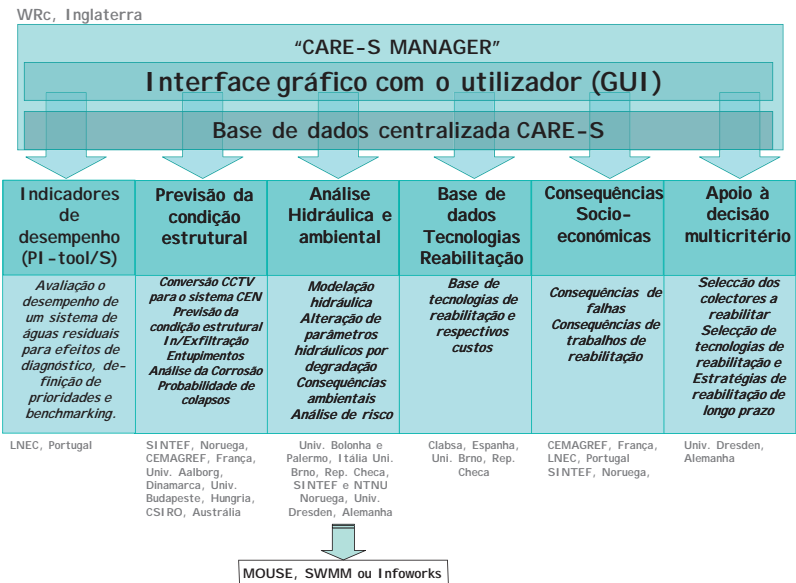 WRc, Inglaterra
“CARE-S MANAGER”
Interface gráfico com o utilizador (GUI)
Base de dados centralizada CARE-S
Indicadores
de
desempenho
(PI-tool/S)
Avaliação o
desempenho de
um sistema de
águas residuais
para efeitos de
diagnóstico, de-
finição de
prioridades e
benchmarking.
LNEC, Portugal
Previsão da
condição
estrutural
Conversão CCTV
para o sistema CEN
Previsão da
condição estrutural
In/Exfiltração
Entupimentos
Análise da Corrosão
Probabilidade de
colapsos
SINTEF, Noruega,
CEMAGREF, França,
Univ. Aalborg,
Dinamarca, Univ.
Budapeste, Hungria,
CSIRO, Austrália
Análise
Hidráulica e
ambiental
Modelação
hidráulica
Alteração de
parâmetros
hidráulicos por
degradação
Consequências
ambientais
Análise de risco
Univ. Bolonha e
Palermo, Itália Uni.
Brno, Rep. Checa,
SINTEF e NTNU
Noruega, Univ.
Dresden, Alemanha
MOUSE, SWMM ou Infoworks
Base de
dados
Tecnologias
Reabilitação
Base de
tecnologias de
reabilitação e
respectivos
custos
Clabsa, Espanha,
Uni. Brno, Rep.
Checa
Consequências
Socio-
económicas
Consequências de
falhas
Consequências de
trabalhos de
reabilitação
CEMAGREF, França,
LNEC, Portugal
SINTEF, Noruega,
Apoio à
decisão
multicritério
Selecção dos
colectores a
reabilitar
Selecção de
tecnologias de
reabilitação e
Estratégias de
reabilitação de
longo prazo
Univ. Dresden,
Alemanha